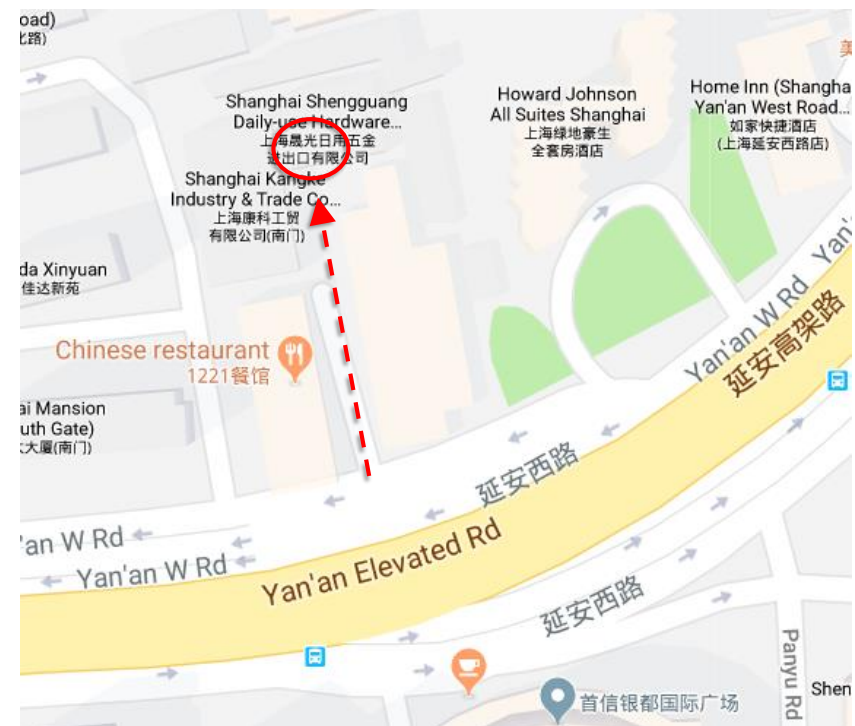 oad)
北路)
美
Shanghai Shengguang
Daily-use Hardware...
上海晟光日用五金
进出口有限公司
Howard Johnson
All Suites Shanghai
上海绿地豪生
全套房酒店
Home Inn (Shangha
Yan'an West Road...
如家快捷酒店
(上海延安西路店)
Shanghai Kangke
Industry & Trade Co...
上海康科工贸
有限公司(南门)
da Xinyuan
佳达新苑
Chinese restaurant
1221餐馆
ai Mansion
uth Gate)
大厦(南门)
Yan'an W Rd
Yan'
延安高架路
延安西路
'an W Rd
Yan'an W Rd
Yan'an Elevated Rd
延安西路
Panyu Rd
首信银都国际广场
Shen